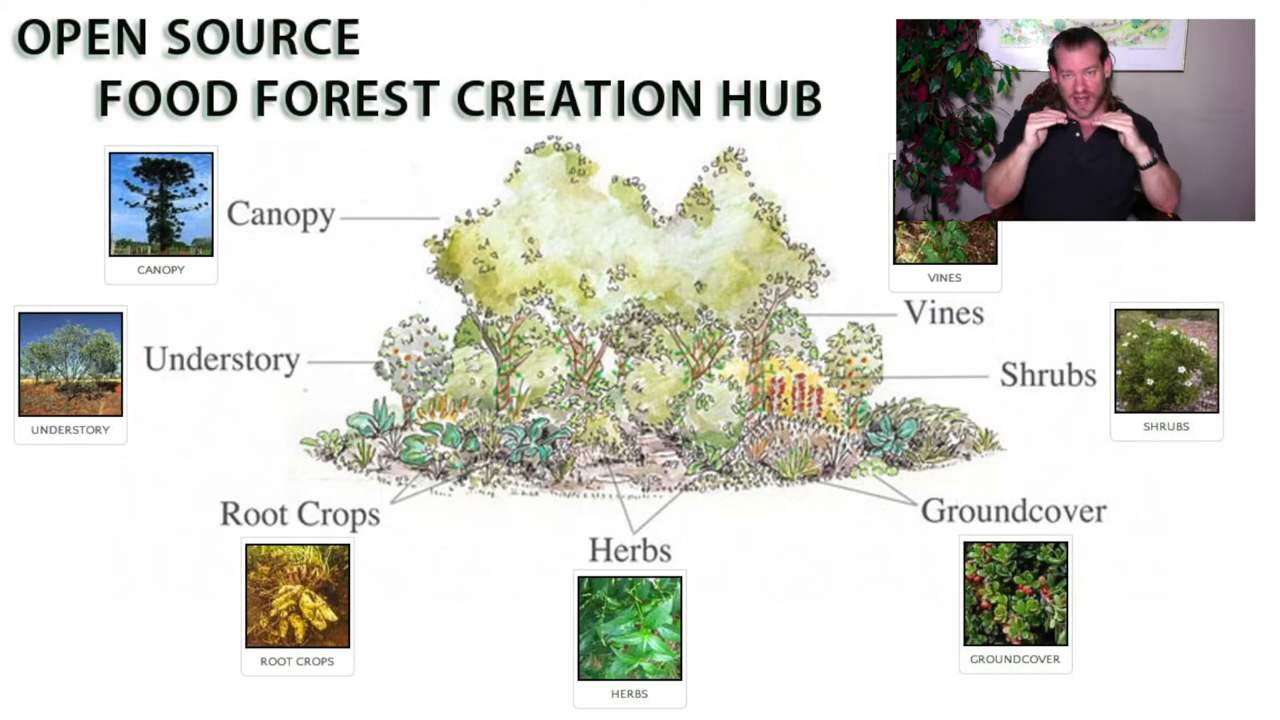 OPEN SOURCE
FOOD FOREST CREATION HUB
CANOPY
Canopy
VINES
Vines
UNDERSTORY
Understory
Shrubs
SHRUBS
Root Crops
Groundcover
Herbs
ROOT CROPS
HERBS
GROUNDCOVER